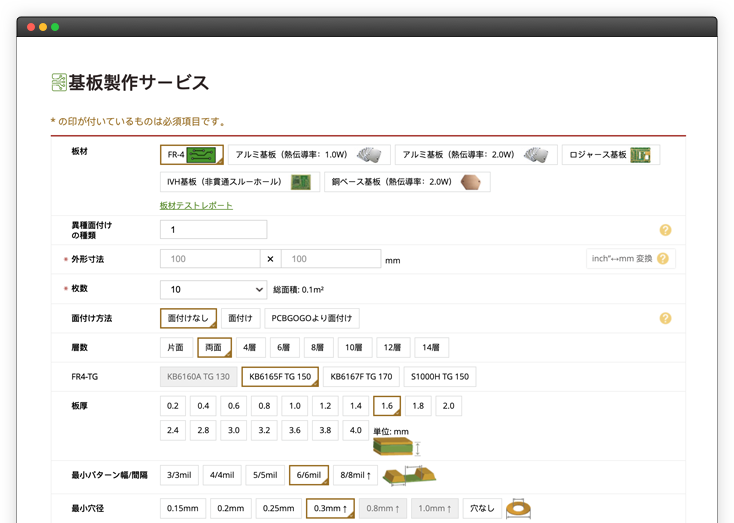 基板製作サービス
* の印が付いているものは必須項目です。
板材 FR-4 アルミ基板（熱伝導率：1.0W） アルミ基板（熱伝導率：2.0W） ロジャース基板
IVH基板（非貫通スルーホール） 銅ベース基板（熱伝導率：2.0W）
板材テストレポート
異種面付け
の種類 1 ?
* 外形寸法 100 × 100 mm inch"↔mm 変換 ?
* 枚数 10 総面積: 0.1m²
面付け方法 面付けなし 面付け PCBGOGOより面付け ?
層数 片面 両面 4層 6層 8層 10層 12層 14層
FR4-TG KB6160A TG 130 KB6165F TG 150 KB6167F TG 170 S1000H TG 150
板厚 0.2 0.4 0.6 0.8 1.0 1.2 1.4 1.6 1.8 2.0
2.4 2.8 3.0 3.2 3.6 3.8 4.0 単位: mm
最小パターン幅/間隔 3/3mil 4/4mil 5/5mil 6/6mil 8/8mil↑
最小穴径 0.15mm 0.2mm 0.25mm 0.3mm↑ 0.8mm↑ 1.0mm↑ 穴なし